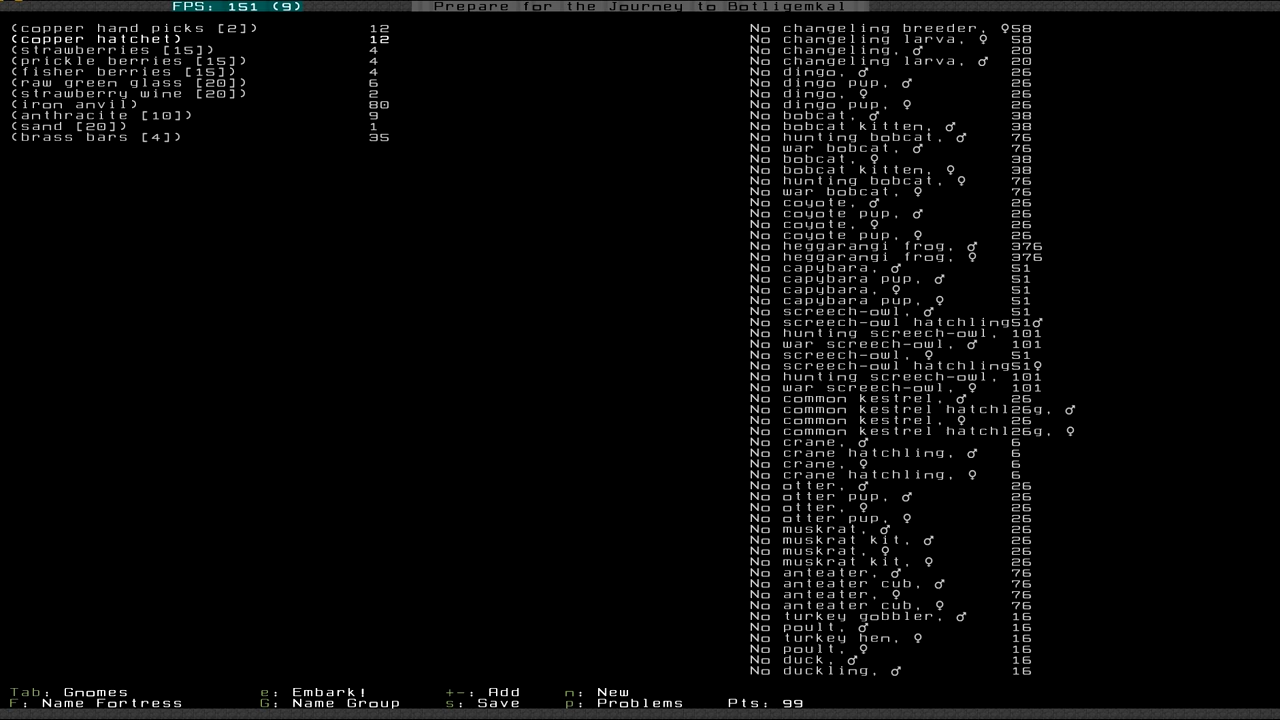 FPS: 151 (9) Prepare for the Journey to Botligemkal
(copper hand picks [2]) 12
(copper hatchet) 12
(strawberries [15]) 4
(prickle berries [15]) 4
(fisher berries [15]) 4
(raw green glass [20]) 6
(strawberry wine [20]) 2
(iron anvil) 80
(anthracite [10]) 9
(sand [20]) 1
(brass bars [4]) 35
No changeling breeder, ♀58
No changeling larva, ♀ 58
No changeling, ♂ 20
No changeling larva, ♂ 20
No dingo, ♂ 26
No dingo pup, ♂ 26
No dingo, ♀ 26
No dingo pup, ♀ 26
No bobcat, ♂ 38
No bobcat kitten, ♂ 38
No hunting bobcat, ♂ 76
No war bobcat, ♂ 76
No bobcat, ♀ 38
No bobcat kitten, ♀ 38
No hunting bobcat, ♀ 76
No war bobcat, ♀ 76
No coyote, ♂ 26
No coyote pup, ♂ 26
No coyote, ♀ 26
No coyote pup, ♀ 26
No heggarangi frog, ♂ 376
No heggarangi frog, ♀ 376
No capybara, ♂ 51
No capybara pup, ♂ 51
No capybara, ♀ 51
No capybara pup, ♀ 51
No screech-owl, ♂ 51
No screech-owl hatchling51♂
No hunting screech-owl, 101
No war screech-owl, ♂ 101
No screech-owl, ♀ 51
No screech-owl hatchling51♀
No hunting screech-owl, 101
No war screech-owl, ♀ 101
No common kestrel, ♂ 26
No common kestrel hatchl26g, ♂
No common kestrel, ♀ 26
No common kestrel hatchl26g, ♀
No crane, ♂ 6
No crane hatchling, ♂ 6
No crane, ♀ 6
No crane hatchling, ♀ 6
No otter, ♂ 26
No otter pup, ♂ 26
No otter, ♀ 26
No otter pup, ♀ 26
No muskrat, ♂ 26
No muskrat kit, ♂ 26
No muskrat, ♀ 26
No muskrat kit, ♀ 26
No anteater, ♂ 76
No anteater cub, ♂ 76
No anteater, ♀ 76
No anteater cub, ♀ 76
No turkey gobbler, ♂ 16
No poult, ♂ 16
No turkey hen, ♀ 16
No poult, ♀ 16
No duck, ♂ 16
No duckling, ♂ 16
Tab: Gnomes e: Embark! +-: Add n: New
F: Name Fortress G: Name Group s: Save p: Problems Pts: 99